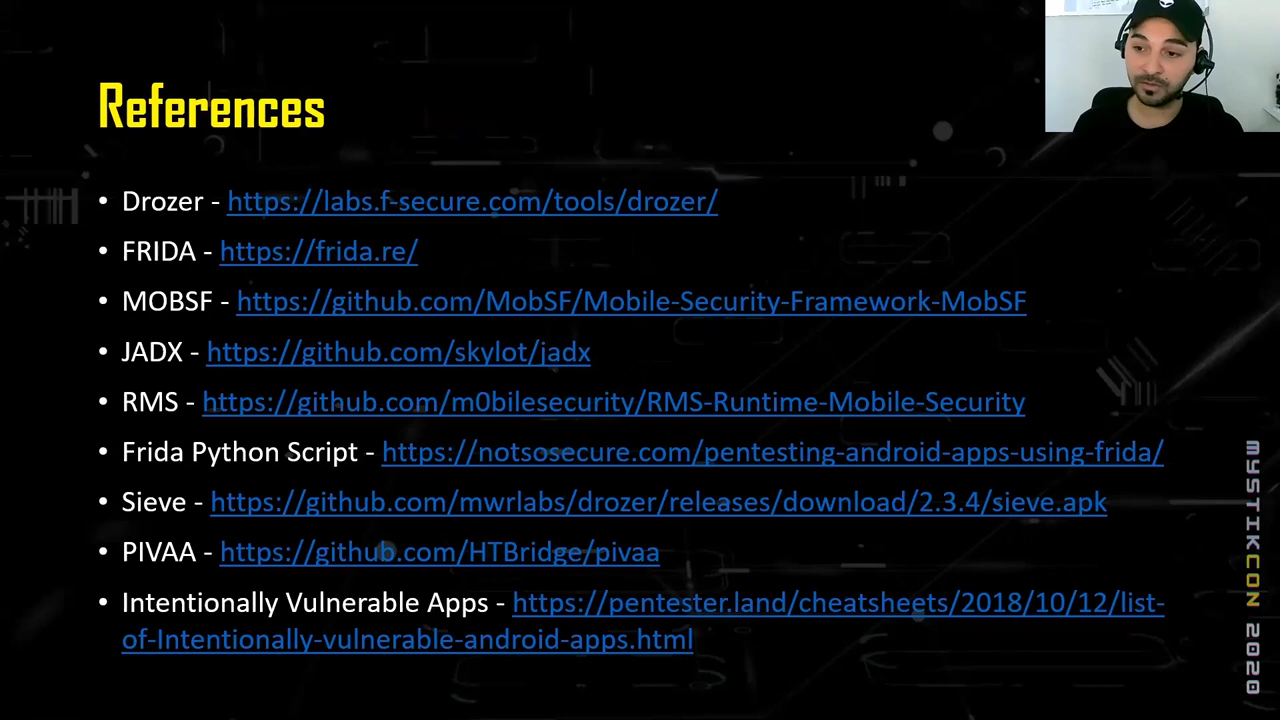 References
• Drozer - https://labs.f-secure.com/tools/drozer/
• FRIDA - https://frida.re/
• MOBSF - https://github.com/MobSF/Mobile-Security-Framework-MobSF
• JADX - https://github.com/skylot/jadx
• RMS - https://github.com/m0bilesecurity/RMS-Runtime-Mobile-Security
• Frida Python Script - https://notsosecure.com/pentesting-android-apps-using-frida/
• Sieve - https://github.com/mwrlabs/drozer/releases/download/2.3.4/sieve.apk
• PIVAA - https://github.com/HTBridge/pivaa
• Intentionally Vulnerable Apps - https://pentester.land/cheatsheets/2018/10/12/list-
of-Intentionally-vulnerable-android-apps.html
MYSTIKCON 2020